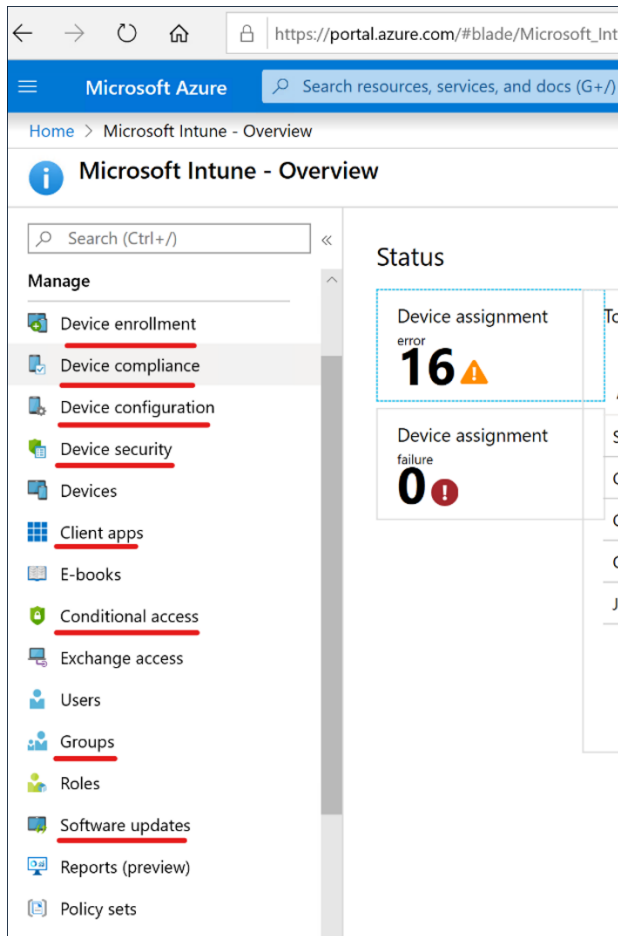 https://portal.azure.com/#blade/Microsoft_Int
Microsoft Azure
Search resources, services, and docs (G+/)
Home > Microsoft Intune - Overview
Microsoft Intune - Overview
Search (Ctrl+/)
«
Manage
Device enrollment
Device compliance
Device configuration
Device security
Devices
Client apps
E-books
Conditional access
Exchange access
Users
Groups
Roles
Software updates
Reports (preview)
Policy sets
Status
Device assignment
error
16
Device assignment
failure
0
To
S
J